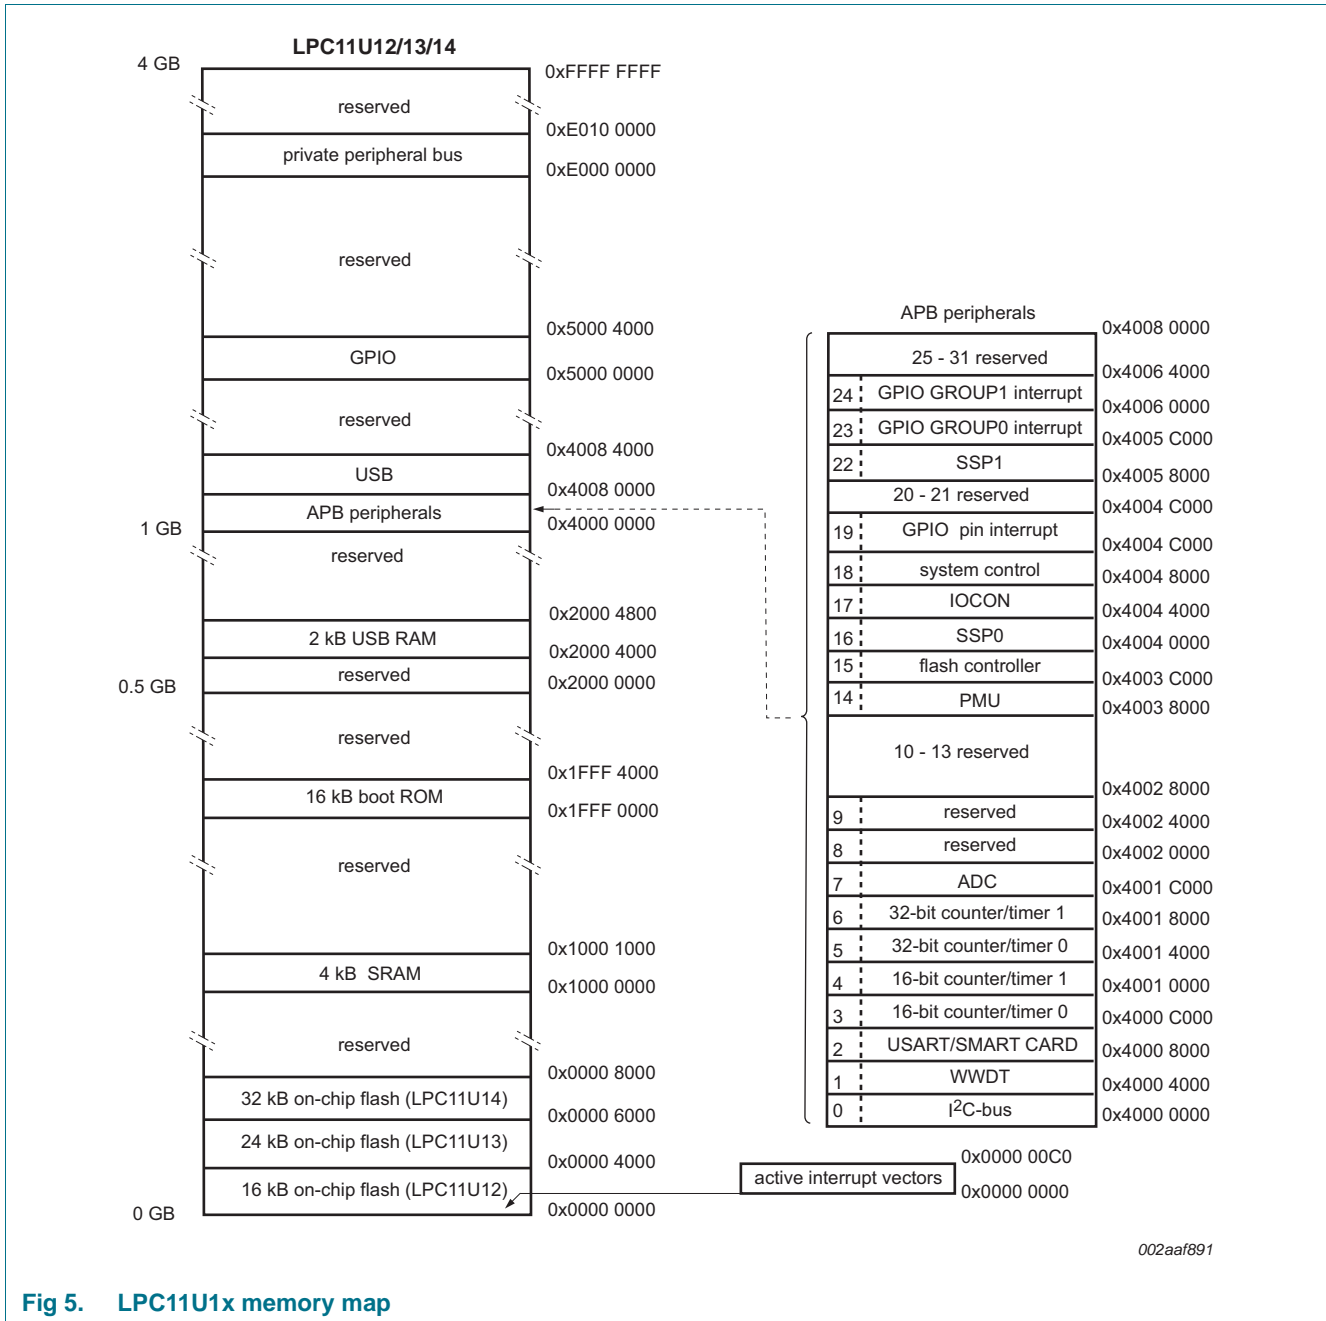 LPC11U12/13/14
4 GB
0xFFFF FFFF
reserved
0xE010 0000
private peripheral bus
0xE000 0000
reserved
0x5000 4000
GPIO
0x5000 0000
reserved
0x4008 4000
USB
0x4008 0000
APB peripherals
1 GB
0x4000 0000
reserved
0x2000 4800
2 kB USB RAM
0x2000 4000
reserved
0.5 GB
0x2000 0000
reserved
0x1FFF 4000
16 kB boot ROM
0x1FFF 0000
reserved
0x1000 1000
4 kB SRAM
0x1000 0000
reserved
0x0000 8000
32 kB on-chip flash (LPC11U14)
0x0000 6000
24 kB on-chip flash (LPC11U13)
0x0000 4000
16 kB on-chip flash (LPC11U12)
0 GB
0x0000 0000
APB peripherals
0x4008 0000
25 - 31 reserved
0x4006 4000
24 GPIO GROUP1 interrupt
0x4006 0000
23 GPIO GROUP0 interrupt
0x4005 C000
22 SSP1
0x4005 8000
20 - 21 reserved
0x4004 C000
19 GPIO pin interrupt
0x4004 C000
18 system control
0x4004 8000
17 IOCON
0x4004 4000
16 SSP0
0x4004 0000
15 flash controller
0x4003 C000
14 PMU
0x4003 8000
10 - 13 reserved
0x4002 8000
9 reserved
0x4002 4000
8 reserved
0x4002 0000
7 ADC
0x4001 C000
6 32-bit counter/timer 1
0x4001 8000
5 32-bit counter/timer 0
0x4001 4000
4 16-bit counter/timer 1
0x4001 0000
3 16-bit counter/timer 0
0x4000 C000
2 USART/SMART CARD
0x4000 8000
1 WWDT
0x4000 4000
0 I2C-bus
0x4000 0000
0x0000 00C0
active interrupt vectors
0x0000 0000
002aaf891
Fig 5. LPC11U1x memory map